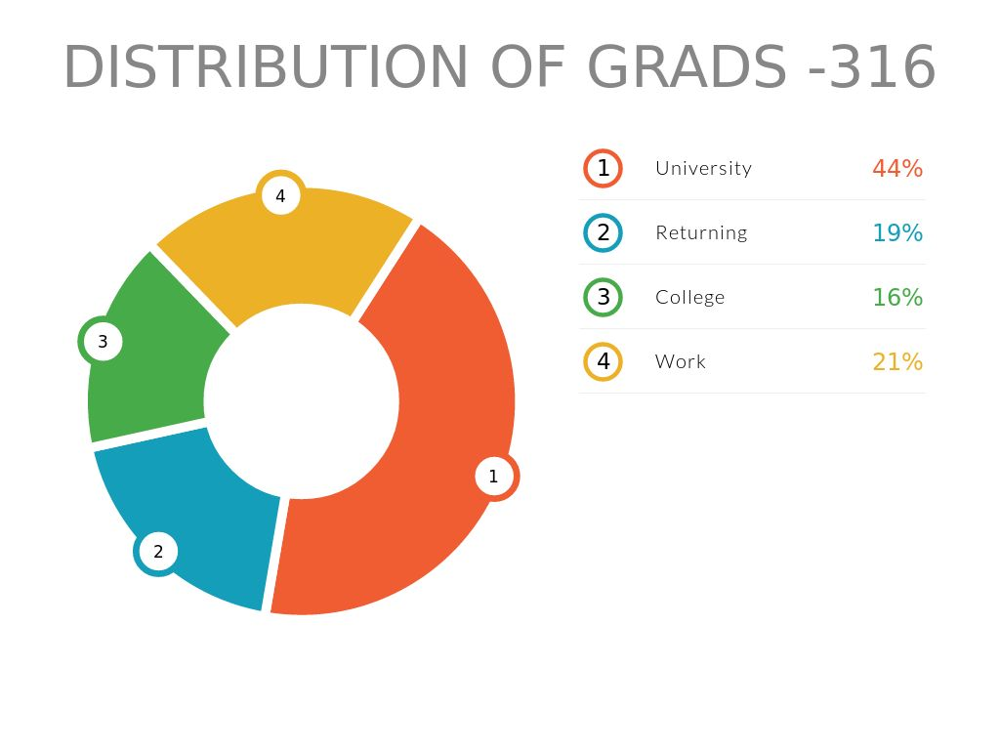 DISTRIBUTION OF GRADS -316
1 University 44%
2 Returning 19%
3 College 16%
4 Work 21%
4
3
1
2